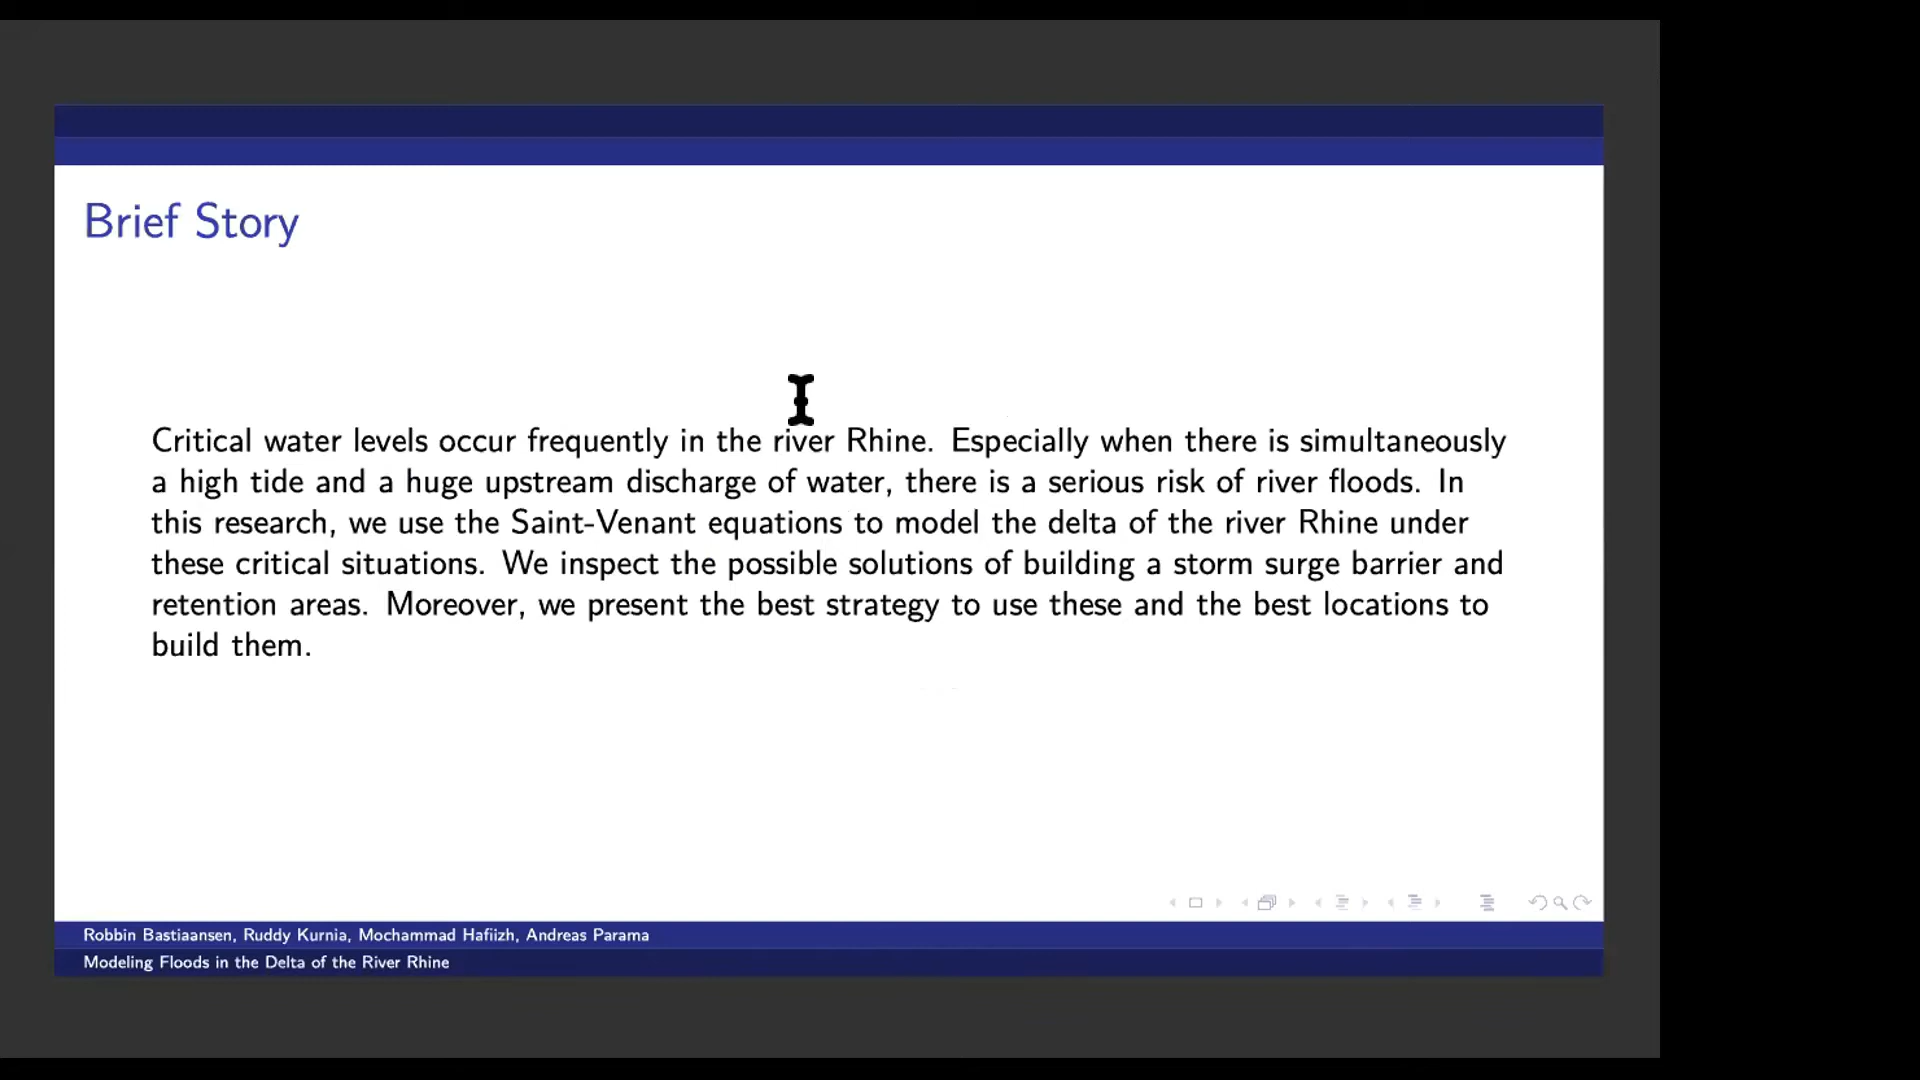 Brief Story
Critical water levels occur frequently in the river Rhine. Especially when there is simultaneously
a high tide and a huge upstream discharge of water, there is a serious risk of river floods. In
this research, we use the Saint-Venant equations to model the delta of the river Rhine under
these critical situations. We inspect the possible solutions of building a storm surge barrier and
retention areas. Moreover, we present the best strategy to use these and the best locations to
build them.
Robbin Bastiaansen, Ruddy Kurnia, Mochammad Hafiizh, Andreas Parama
Modeling Floods in the Delta of the River Rhine